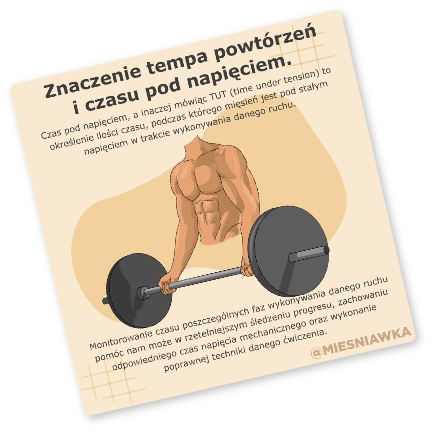 Znaczenie tempa powtórzeń
i czasu pod napięciem.
Czas pod napięciem, a inaczej mówiąc TUT (time under tension) to
określenie ilości czasu, podczas którego mięsień jest pod stałym
napięciem w trakcie wykonywania danego ruchu.
Monitorowanie czasu poszczególnych faz wykonywania danego ruchu
pomóc nam może w rzetelniejszym śledzeniu progresu, zachowaniu
odpowiedniego czas napięcia mechanicznego oraz wykonanie
poprawnej techniki danego ćwiczenia.
@MIESNIAWKA